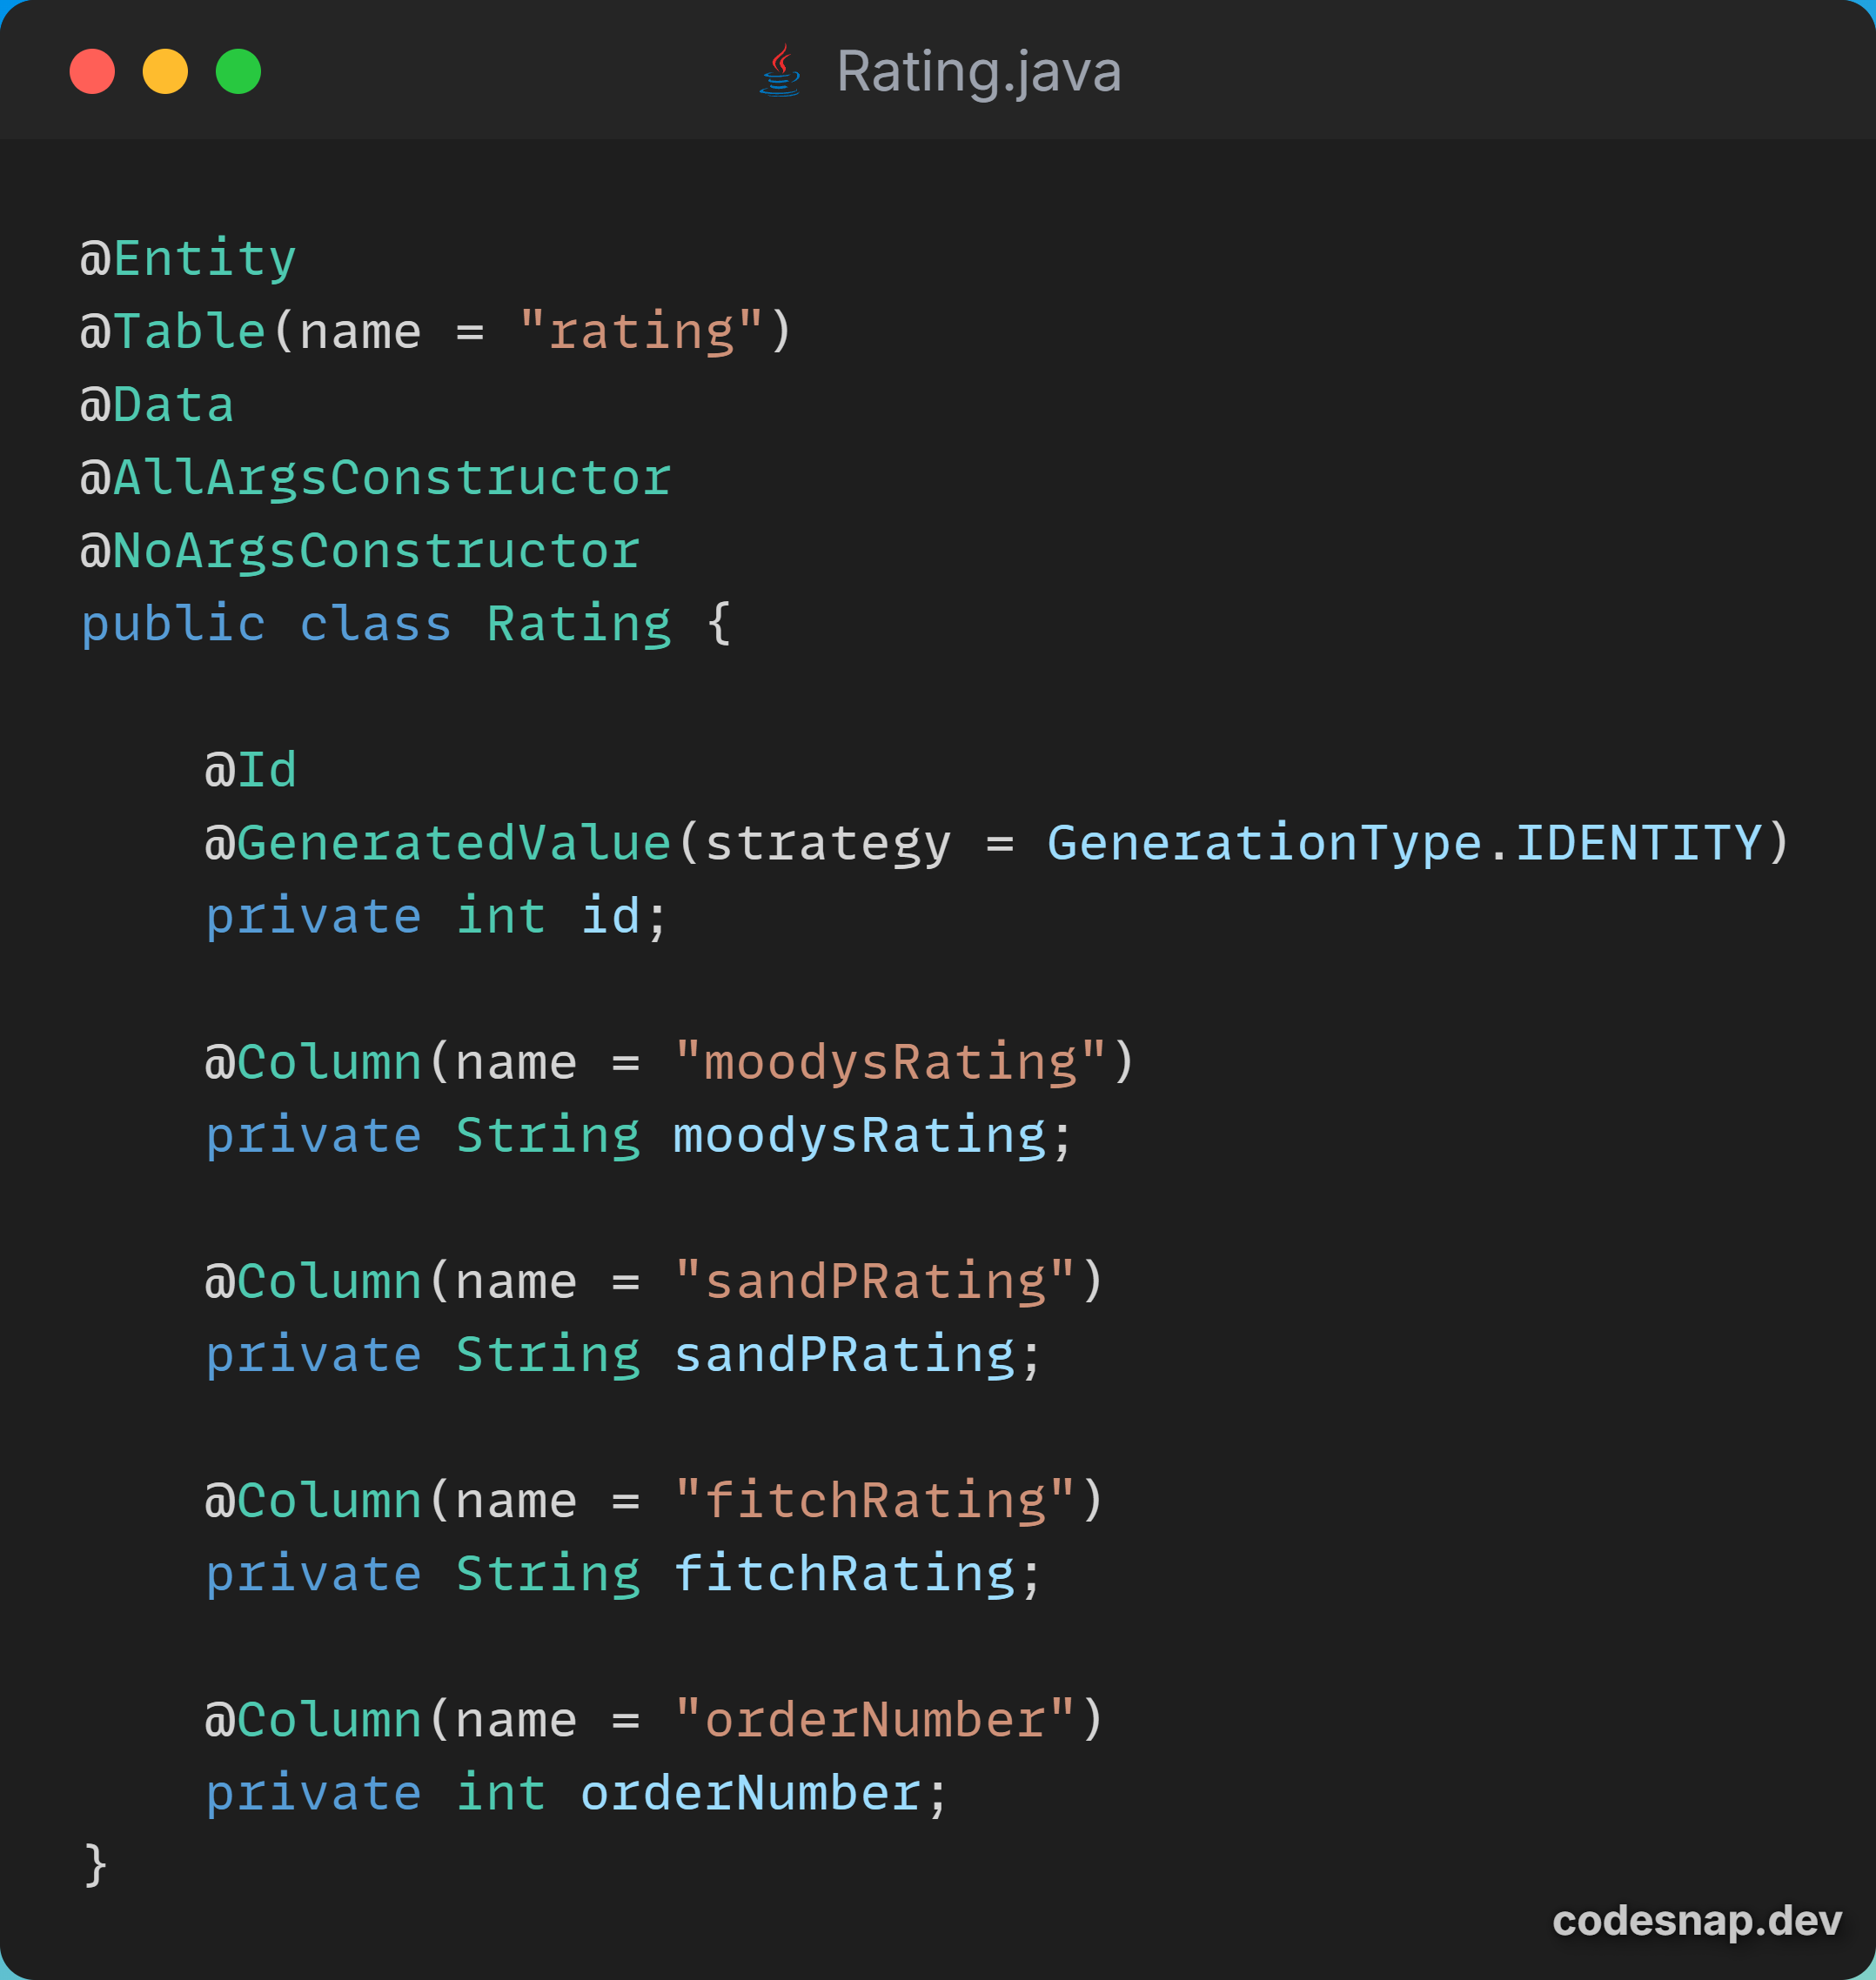 Rating.java
@Entity
@Table(name = "rating")
@Data
@AllArgsConstructor
@NoArgsConstructor
public class Rating {
@Id
@GeneratedValue(strategy = GenerationType.IDENTITY)
private int id;
@Column(name = "moodysRating")
private String moodysRating;
@Column(name = "sandPRating")
private String sandPRating;
@Column(name = "fitchRating")
private String fitchRating;
@Column(name = "orderNumber")
private int orderNumber;
}
codesnap.dev